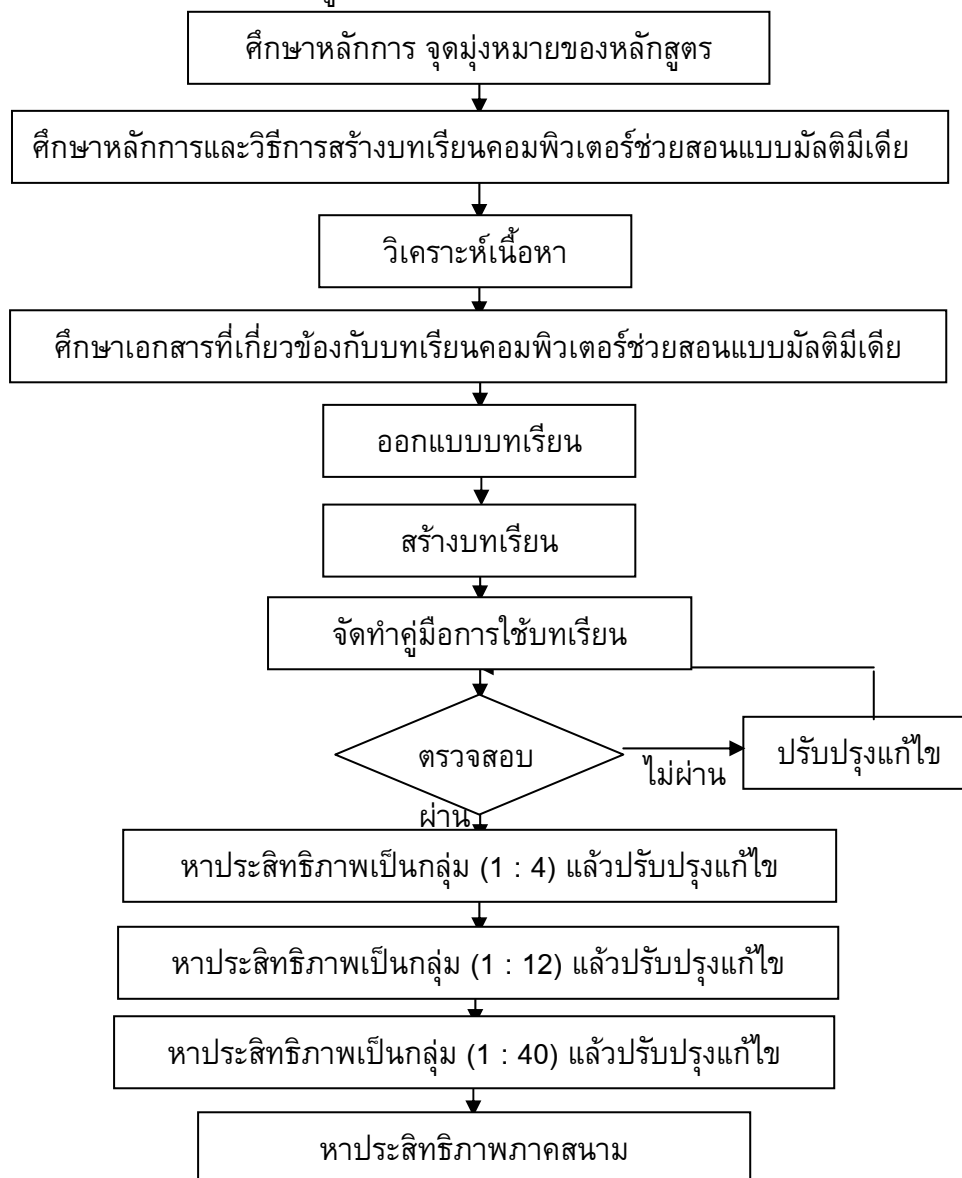 ศึกษาหลักการ จุดมุ่งหมายของหลักสูตร
ศึกษาหลักการและวิธีการสร้างบทเรียนคอมพิวเตอร์ช่วยสอนแบบมัลติมีเดีย
วิเคราะห์เนื้อหา
ศึกษาเอกสารที่เกี่ยวข้องกับบทเรียนคอมพิวเตอร์ช่วยสอนแบบมัลติมีเดีย
ออกแบบบทเรียน
สร้างบทเรียน
จัดทำคู่มือการใช้บทเรียน
ตรวจสอบ
ไม่ผ่าน
ปรับปรุงแก้ไข
ผ่าน
หาประสิทธิภาพเป็นกลุ่ม (1 : 4) แล้วปรับปรุงแก้ไข
หาประสิทธิภาพเป็นกลุ่ม (1 : 12) แล้วปรับปรุงแก้ไข
หาประสิทธิภาพเป็นกลุ่ม (1 : 40) แล้วปรับปรุงแก้ไข
หาประสิทธิภาพภาคสนาม